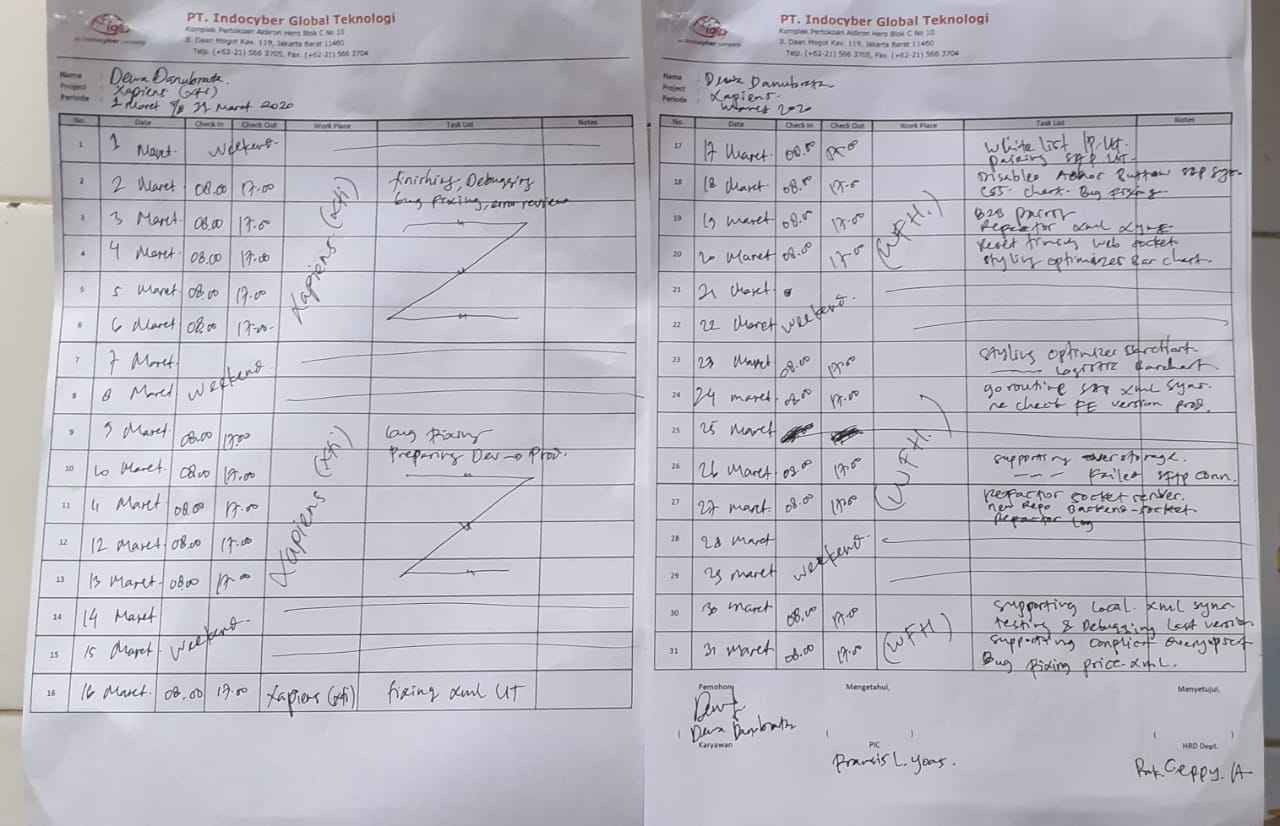 igt
an indocyber company
PT. Indocyber Global Teknologi
Komplek Pertokoan Aldiron Hero Blok C No 10
Jl. Daan Mogot Kav. 119, Jakarta Barat 11460
Telp. (+62-21) 566 3705, Fax. (+62-21) 566 3704
Name : Dewa Danubrata.
Project : Xapiens (xti)
Periode : 1 Maret s/d 31 Maret 2020
No. Date Check In Check Out Work Place Task List Notes
1 1 Maret weekend
2 2 Maret 08.00 17.00 finishing, Debugging
bug fixing, error review
3 3 Maret 08.00 17.00
Xapiens (xti)
4 4 Maret 08.00 17.00
5 5 Maret 08.00 17.00
6 6 Maret 08.00 17.00
7 7 Maret
weekend
8 8 Maret
9 9 Maret 08.00 17.00 bug fixing
Preparing Dev -> Prod.
10 10 Maret 08.00 17.00
Xapiens (xti)
11 11 Maret 08.00 17.00
12 12 Maret 08.00 17.00
13 13 Maret 08.00 17.00
14 14 Maret
weekend
15 15 Maret
16 16 Maret 08.00 17.00 Xapiens (xti) fixing xml UT
PT. Indocyber Global Teknologi
Komplek Pertokoan Aldiron Hero Blok C No 10
Jl. Daan Mogot Kav. 119, Jakarta Barat 11460
Telp. (+62-21) 566 3705, Fax. (+62-21) 566 3704
Name : Dewa Danubrata
Project : Xapiens.
Periode : Maret 2020
No. Date Check In Check Out Work Place Task List Notes
17 17 Maret 08.00 17.00 White list IP UT.
parsing UT.
18 18 Maret 08.00 17.00 Disabled Button sync.
CSS chart. Bug fixing
19 19 Maret 08.00 17.00 B2B
Refactor xml sync
(WFH.)
20 20 Maret 08.00 17.00 Reset timing web socket
styling optimizer Bar chart.
21 21 Maret
weekend.
22 22 Maret
23 23 Maret 08.00 17.00 Styling optimizer Barchart.
Logistic Barchart.
24 24 Maret 08.00 17.00 go routine xml sync.
re check FE version prod.
25 25 Maret
(WFH.)
26 26 Maret 08.00 17.00 supporting
Failed SFTP Conn.
27 27 Maret 08.00 17.00 Refactor socket server.
new Repo Backend-socket
Refactor Log
28 28 Maret
weekend
29 29 Maret
30 30 Maret 08.00 17.00 supporting Local xml sync
testing & Debugging Last version
(WFH.)
31 31 Maret 08.00 17.00 supporting conflict
Bug fixing price xml.
Pemohon, Mengetahui, Menyetujui,
Dewa Danubrata
Karyawan PIC HRD Dept.
Francis L. Yoas.